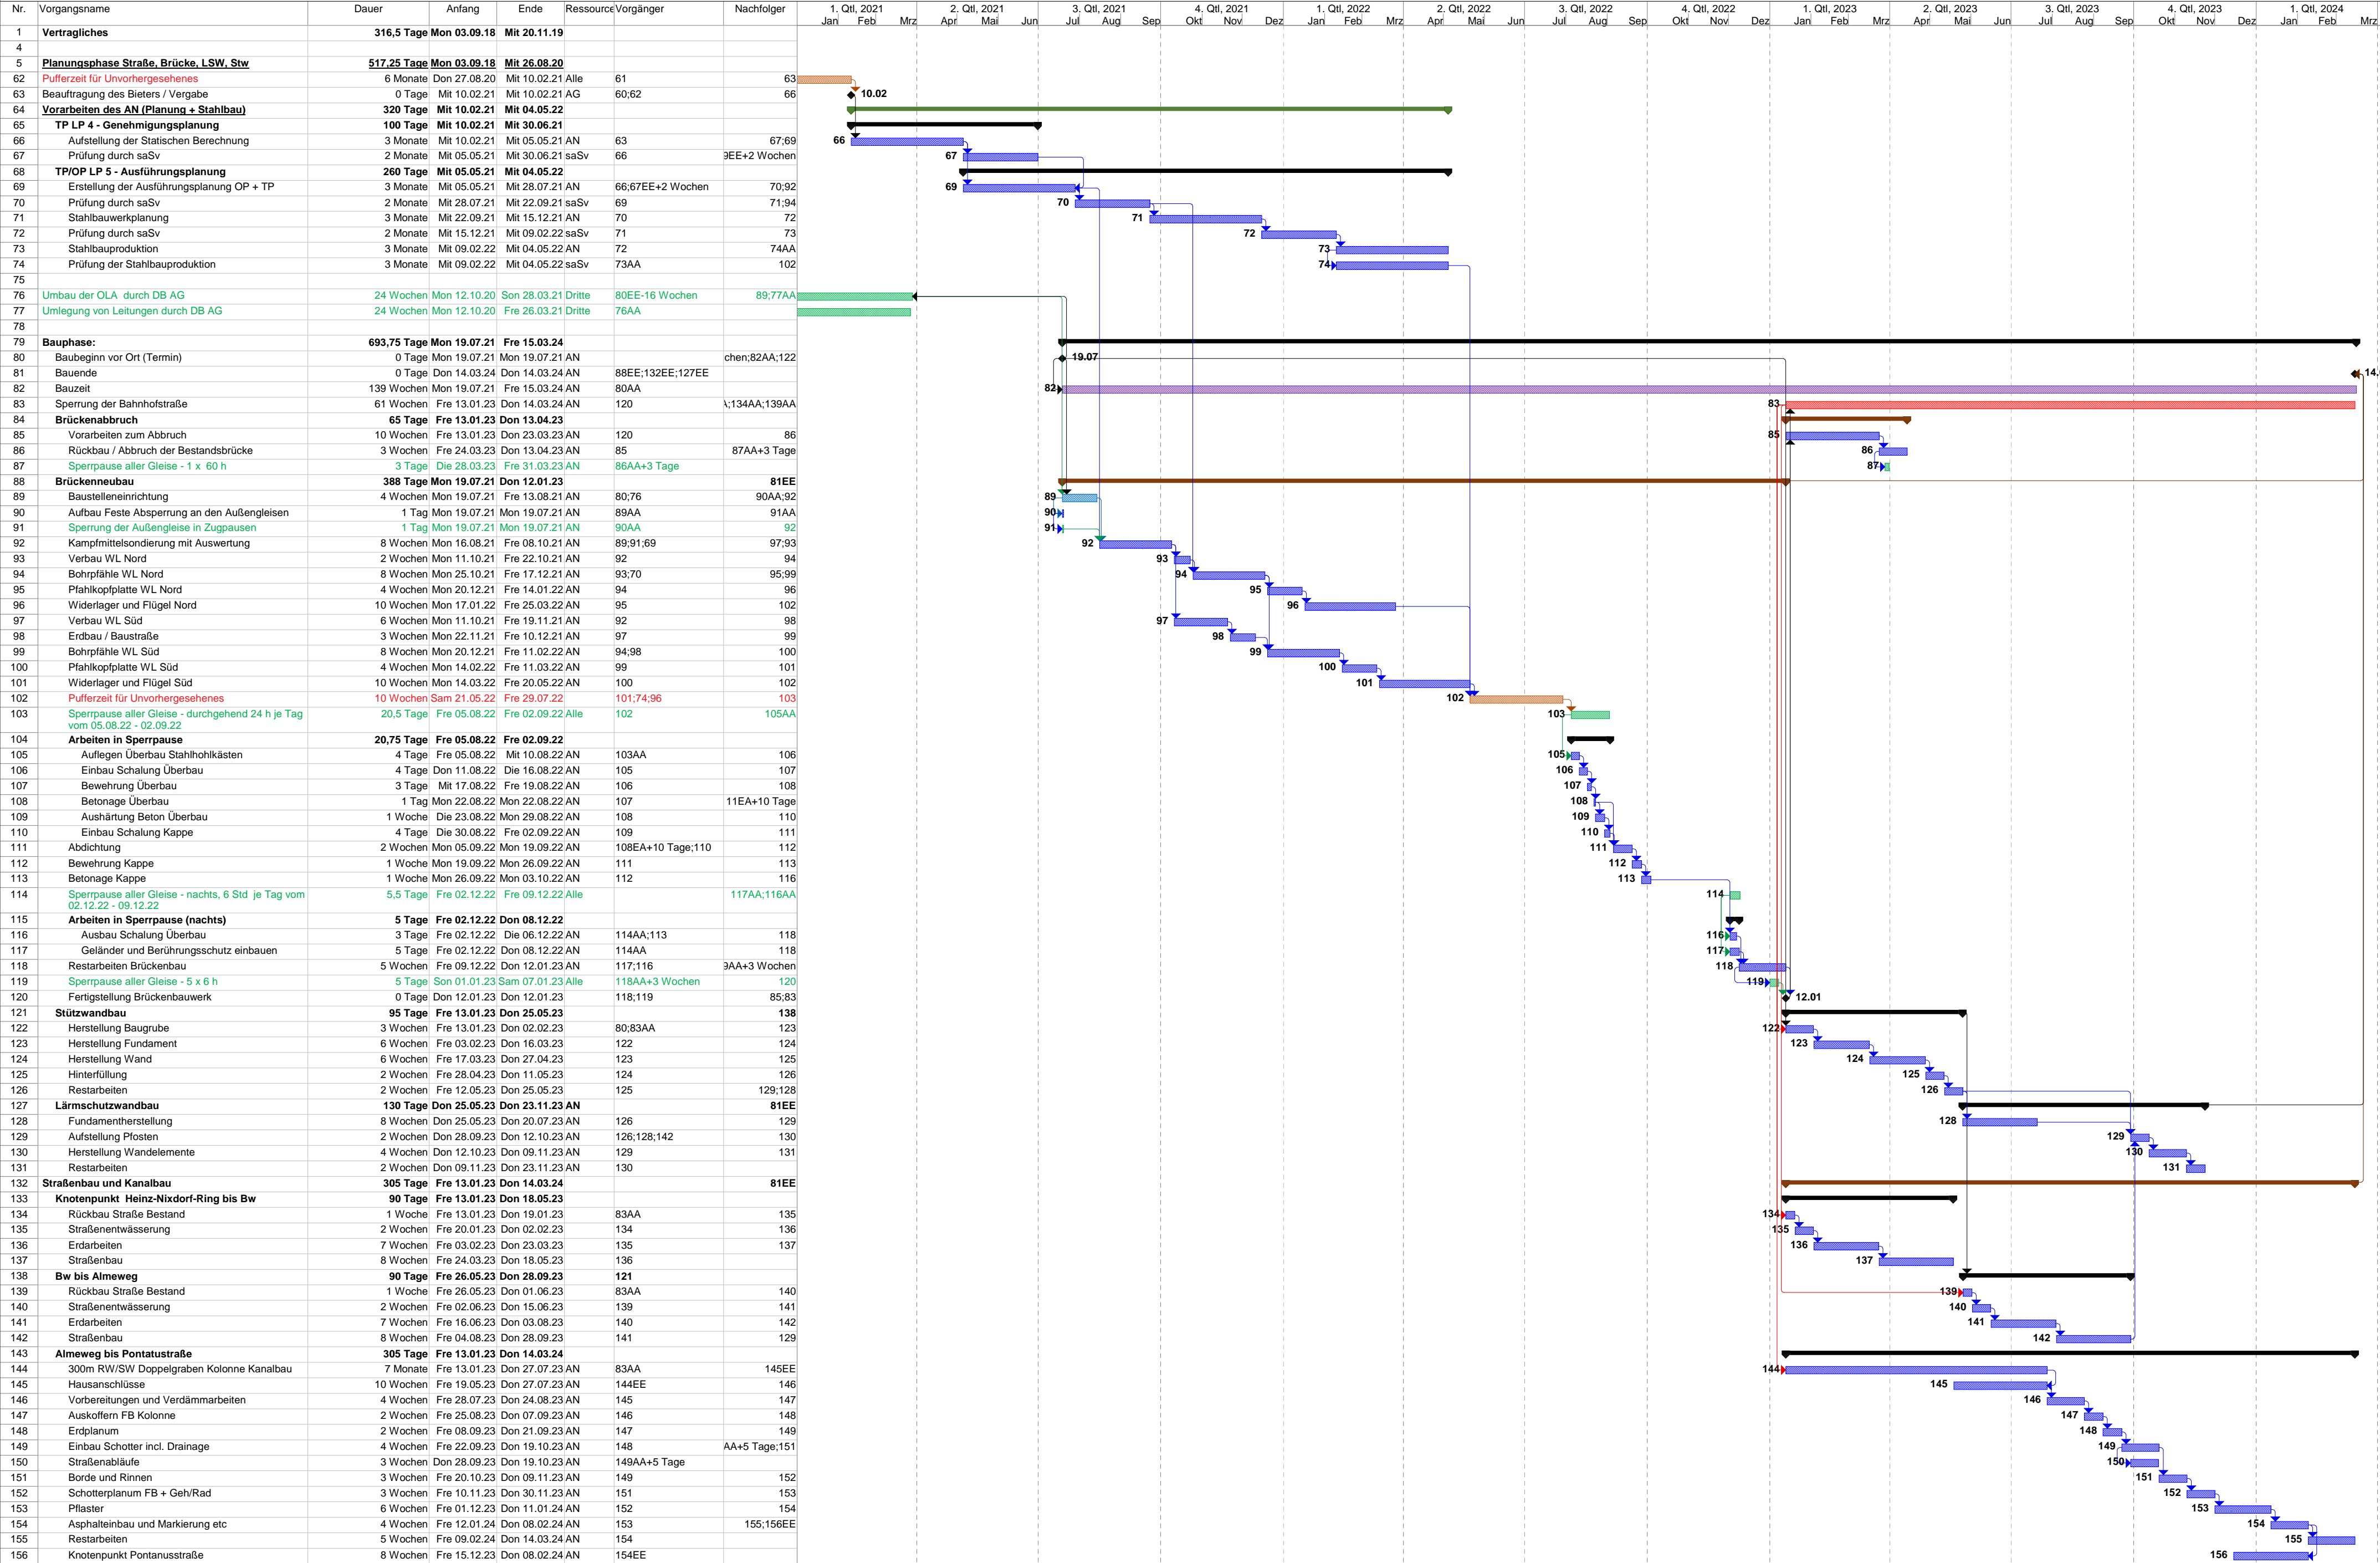 Nr. Vorgangsname Dauer Anfang Ende Ressource Vorgänger Nachfolger 1. Qtl, 2021 2. Qtl, 2021 3. Qtl, 2021 4. Qtl, 2021 1. Qtl, 2022 2. Qtl, 2022 3. Qtl, 2022 4. Qtl, 2022 1. Qtl, 2023 2. Qtl, 2023 3. Qtl, 2023 4. Qtl, 2023 1. Qtl, 2024
Jan Feb Mrz Apr Mai Jun Jul Aug Sep Okt Nov Dez Jan Feb Mrz Apr Mai Jun Jul Aug Sep Okt Nov Dez Jan Feb Mrz Apr Mai Jun Jul Aug Sep Okt Nov Dez Jan Feb Mrz
1 Vertragliches 316,5 Tage Mon 03.09.18 Mit 20.11.19
4
5 Planungsphase Straße, Brücke, LSW, Stw 517,25 Tage Mon 03.09.18 Mit 26.08.20
62 Pufferzeit für Unvorhergesehenes 6 Monate Don 27.08.20 Mit 10.02.21 Alle 61 63
63 Beauftragung des Bieters / Vergabe 0 Tage Mit 10.02.21 Mit 10.02.21 AG 60;62 66 10.02
64 Vorarbeiten des AN (Planung + Stahlbau) 320 Tage Mit 10.02.21 Mit 04.05.22
65 TP LP 4 - Genehmigungsplanung 100 Tage Mit 10.02.21 Mit 30.06.21
66 Aufstellung der Statischen Berechnung 3 Monate Mit 10.02.21 Mit 05.05.21 AN 63 67;69 66
67 Prüfung durch saSv 2 Monate Mit 05.05.21 Mit 30.06.21 saSv 66 9EE+2 Wochen 67
68 TP/OP LP 5 - Ausführungsplanung 260 Tage Mit 05.05.21 Mit 04.05.22
69 Erstellung der Ausführungsplanung OP + TP 3 Monate Mit 05.05.21 Mit 28.07.21 AN 66;67EE+2 Wochen 70;92 69
70 Prüfung durch saSv 2 Monate Mit 28.07.21 Mit 22.09.21 saSv 69 71;94 70
71 Stahlbauwerkplanung 3 Monate Mit 22.09.21 Mit 15.12.21 AN 70 72 71
72 Prüfung durch saSv 2 Monate Mit 15.12.21 Mit 09.02.22 saSv 71 73 72
73 Stahlbauproduktion 3 Monate Mit 09.02.22 Mit 04.05.22 AN 72 74AA 73
74 Prüfung der Stahlbauproduktion 3 Monate Mit 09.02.22 Mit 04.05.22 saSv 73AA 102 74
75
76 Umbau der OLA durch DB AG 24 Wochen Mon 12.10.20 Son 28.03.21 Dritte 80EE-16 Wochen 89;77AA
77 Umlegung von Leitungen durch DB AG 24 Wochen Mon 12.10.20 Fre 26.03.21 Dritte 76AA
78
79 Bauphase: 693,75 Tage Mon 19.07.21 Fre 15.03.24
80 Baubeginn vor Ort (Termin) 0 Tage Mon 19.07.21 Mon 19.07.21 AN chen;82AA;122 19.07
81 Bauende 0 Tage Don 14.03.24 Don 14.03.24 AN 88EE;132EE;127EE 14.
82 Bauzeit 139 Wochen Mon 19.07.21 Fre 15.03.24 AN 80AA 82
83 Sperrung der Bahnhofstraße 61 Wochen Fre 13.01.23 Don 14.03.24 AN 120 ;134AA;139AA 83
84 Brückenabbruch 65 Tage Fre 13.01.23 Don 13.04.23
85 Vorarbeiten zum Abbruch 10 Wochen Fre 13.01.23 Don 23.03.23 AN 120 86 85
86 Rückbau / Abbruch der Bestandsbrücke 3 Wochen Fre 24.03.23 Don 13.04.23 AN 85 87AA+3 Tage 86
87 Sperrpause aller Gleise - 1 x 60 h 3 Tage Die 28.03.23 Fre 31.03.23 AN 86AA+3 Tage 87
88 Brückenneubau 388 Tage Mon 19.07.21 Don 12.01.23 81EE
89 Baustelleneinrichtung 4 Wochen Mon 19.07.21 Fre 13.08.21 AN 80;76 90AA;92 89
90 Aufbau Feste Absperrung an den Außengleisen 1 Tag Mon 19.07.21 Mon 19.07.21 AN 89AA 91AA 90
91 Sperrung der Außengleise in Zugpausen 1 Tag Mon 19.07.21 Mon 19.07.21 AN 90AA 92 91
92 Kampfmittelsondierung mit Auswertung 8 Wochen Mon 16.08.21 Fre 08.10.21 AN 89;91;69 97;93 92
93 Verbau WL Nord 2 Wochen Mon 11.10.21 Fre 22.10.21 AN 92 94 93
94 Bohrpfähle WL Nord 8 Wochen Mon 25.10.21 Fre 17.12.21 AN 93;70 95;99 94
95 Pfahlkopfplatte WL Nord 4 Wochen Mon 20.12.21 Fre 14.01.22 AN 94 96 95
96 Widerlager und Flügel Nord 10 Wochen Mon 17.01.22 Fre 25.03.22 AN 95 102 96
97 Verbau WL Süd 6 Wochen Mon 11.10.21 Fre 19.11.21 AN 92 98 97
98 Erdbau / Baustraße 3 Wochen Mon 22.11.21 Fre 10.12.21 AN 97 99 98
99 Bohrpfähle WL Süd 8 Wochen Mon 20.12.21 Fre 11.02.22 AN 94;98 100 99
100 Pfahlkopfplatte WL Süd 4 Wochen Mon 14.02.22 Fre 11.03.22 AN 99 101 100
101 Widerlager und Flügel Süd 10 Wochen Mon 14.03.22 Fre 20.05.22 AN 100 102 101
102 Pufferzeit für Unvorhergesehenes 10 Wochen Sam 21.05.22 Fre 29.07.22 101;74;96 103 102
103 Sperrpause aller Gleise - durchgehend 24 h je Tag 20,5 Tage Fre 05.08.22 Fre 02.09.22 Alle 102 105AA 103
vom 05.08.22 - 02.09.22
104 Arbeiten in Sperrpause 20,75 Tage Fre 05.08.22 Fre 02.09.22
105 Auflegen Überbau Stahlhohlkästen 4 Tage Fre 05.08.22 Mit 10.08.22 AN 103AA 106 105
106 Einbau Schalung Überbau 4 Tage Don 11.08.22 Die 16.08.22 AN 105 107 106
107 Bewehrung Überbau 3 Tage Mit 17.08.22 Fre 19.08.22 AN 106 108 107
108 Betonage Überbau 1 Tag Mon 22.08.22 Mon 22.08.22 AN 107 11EA+10 Tage 108
109 Aushärtung Beton Überbau 1 Woche Die 23.08.22 Mon 29.08.22 AN 108 110 109
110 Einbau Schalung Kappe 4 Tage Die 30.08.22 Fre 02.09.22 AN 109 111 110
111 Abdichtung 2 Wochen Mon 05.09.22 Mon 19.09.22 AN 108EA+10 Tage;110 112 111
112 Bewehrung Kappe 1 Woche Mon 19.09.22 Mon 26.09.22 AN 111 113 112
113 Betonage Kappe 1 Woche Mon 26.09.22 Mon 03.10.22 AN 112 116 113
114 Sperrpause aller Gleise - nachts, 6 Std je Tag vom 5,5 Tage Fre 02.12.22 Fre 09.12.22 Alle 117AA;116AA 114
02.12.22 - 09.12.22
115 Arbeiten in Sperrpause (nachts) 5 Tage Fre 02.12.22 Don 08.12.22
116 Ausbau Schalung Überbau 3 Tage Fre 02.12.22 Die 06.12.22 AN 114AA;113 118 116
117 Geländer und Berührungsschutz einbauen 5 Tage Fre 02.12.22 Don 08.12.22 AN 114AA 118 117
118 Restarbeiten Brückenbau 5 Wochen Fre 09.12.22 Don 12.01.23 AN 117;116 9AA+3 Wochen 118
119 Sperrpause aller Gleise - 5 x 6 h 5 Tage Son 01.01.23 Sam 07.01.23 Alle 118AA+3 Wochen 120 119
120 Fertigstellung Brückenbauwerk 0 Tage Don 12.01.23 Don 12.01.23 118;119 85;83 12.01
121 Stützwandbau 95 Tage Fre 13.01.23 Don 25.05.23 138
122 Herstellung Baugrube 3 Wochen Fre 13.01.23 Don 02.02.23 80;83AA 123 122
123 Herstellung Fundament 6 Wochen Fre 03.02.23 Don 16.03.23 122 124 123
124 Herstellung Wand 6 Wochen Fre 17.03.23 Don 27.04.23 123 125 124
125 Hinterfüllung 2 Wochen Fre 28.04.23 Don 11.05.23 124 126 125
126 Restarbeiten 2 Wochen Fre 12.05.23 Don 25.05.23 125 129;128 126
127 Lärmschutzwandbau 130 Tage Don 25.05.23 Don 23.11.23 AN 81EE
128 Fundamentherstellung 8 Wochen Don 25.05.23 Don 20.07.23 AN 126 129 128
129 Aufstellung Pfosten 2 Wochen Don 28.09.23 Don 12.10.23 AN 126;128;142 130 129
130 Herstellung Wandelemente 4 Wochen Don 12.10.23 Don 09.11.23 AN 129 131 130
131 Restarbeiten 2 Wochen Don 09.11.23 Don 23.11.23 AN 130 131
132 Straßenbau und Kanalbau 305 Tage Fre 13.01.23 Don 14.03.24 81EE
133 Knotenpunkt Heinz-Nixdorf-Ring bis Bw 90 Tage Fre 13.01.23 Don 18.05.23
134 Rückbau Straße Bestand 1 Woche Fre 13.01.23 Don 19.01.23 83AA 135 134
135 Straßenentwässerung 2 Wochen Fre 20.01.23 Don 02.02.23 134 136 135
136 Erdarbeiten 7 Wochen Fre 03.02.23 Don 23.03.23 135 137 136
137 Straßenbau 8 Wochen Fre 24.03.23 Don 18.05.23 136 137
138 Bw bis Almeweg 90 Tage Fre 26.05.23 Don 28.09.23 121
139 Rückbau Straße Bestand 1 Woche Fre 26.05.23 Don 01.06.23 83AA 140 139
140 Straßenentwässerung 2 Wochen Fre 02.06.23 Don 15.06.23 139 141 140
141 Erdarbeiten 7 Wochen Fre 16.06.23 Don 03.08.23 140 142 141
142 Straßenbau 8 Wochen Fre 04.08.23 Don 28.09.23 141 129 142
143 Almeweg bis Pontatustraße 305 Tage Fre 13.01.23 Don 14.03.24
144 300m RW/SW Doppelgraben Kolonne Kanalbau 7 Monate Fre 13.01.23 Don 27.07.23 AN 83AA 145EE 144
145 Hausanschlüsse 10 Wochen Fre 19.05.23 Don 27.07.23 AN 144EE 146 145
146 Vorbereitungen und Verdämmarbeiten 4 Wochen Fre 28.07.23 Don 24.08.23 AN 145 147 146
147 Auskoffern FB Kolonne 2 Wochen Fre 25.08.23 Don 07.09.23 AN 146 148 147
148 Erdplanum 2 Wochen Fre 08.09.23 Don 21.09.23 AN 147 149 148
149 Einbau Schotter incl. Drainage 4 Wochen Fre 22.09.23 Don 19.10.23 AN 148 AA+5 Tage;151 149
150 Straßenabläufe 3 Wochen Don 28.09.23 Don 19.10.23 AN 149AA+5 Tage 150
151 Borde und Rinnen 3 Wochen Fre 20.10.23 Don 09.11.23 AN 149 152 151
152 Schotterplanum FB + Geh/Rad 3 Wochen Fre 10.11.23 Don 30.11.23 AN 151 153 152
153 Pflaster 6 Wochen Fre 01.12.23 Don 11.01.24 AN 152 154 153
154 Asphalteinbau und Markierung etc 4 Wochen Fre 12.01.24 Don 08.02.24 AN 153 155;156EE 154
155 Restarbeiten 5 Wochen Fre 09.02.24 Don 14.03.24 AN 154 155
156 Knotenpunkt Pontanusstraße 8 Wochen Fre 15.12.23 Don 08.02.24 AN 154EE 156